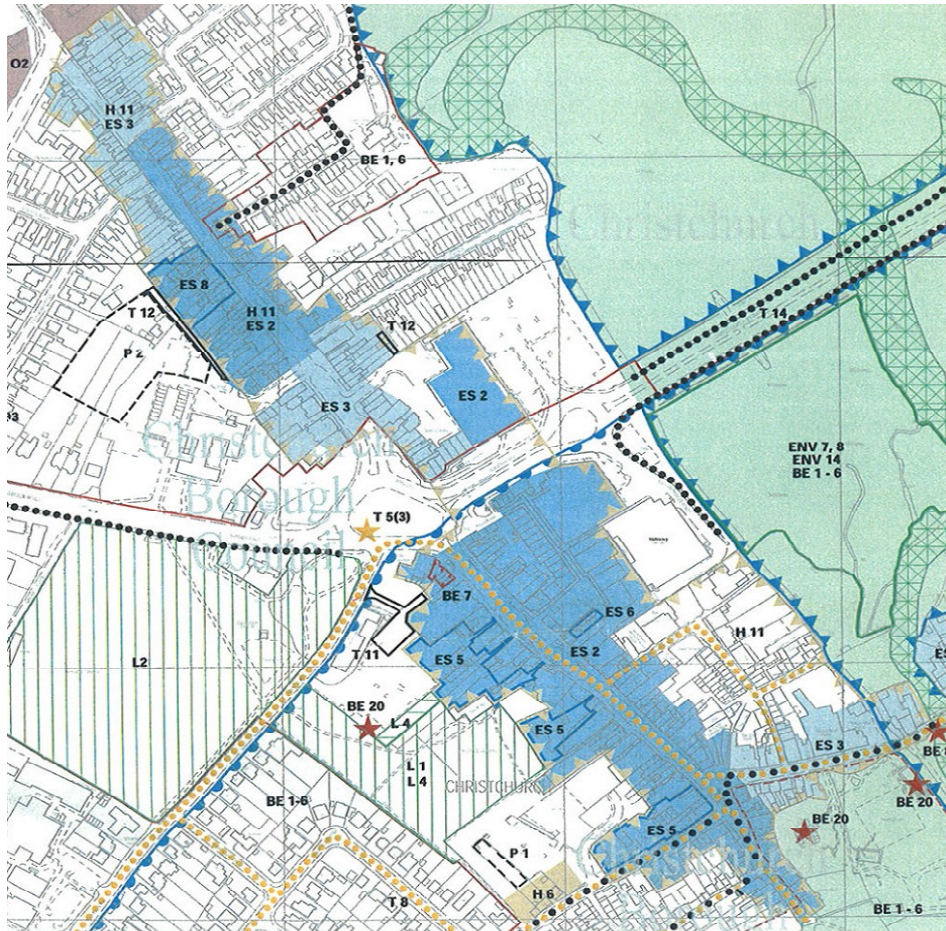 O2
H 11
ES 3
BE 1, 6
Christchurch
ES 8
H 11
ES 2
T 12
T 12
P 2
T 14
ES 3
ES 2
Christchurch
Borough
Council
ENV 7, 8
ENV 14
BE 1 - 6
T 5(3)
BE 7
ES 6
H 11
ES 2
ES 5
T 11
L2
BE 20
L 4
ES 5
ES 3
L 1
L 4
CHRISTCHURCH
BE 20
BE 1-6
BE 20
ES 5
P 1
Christchurch
Borough
H 6
T 8
BE 1 - 6